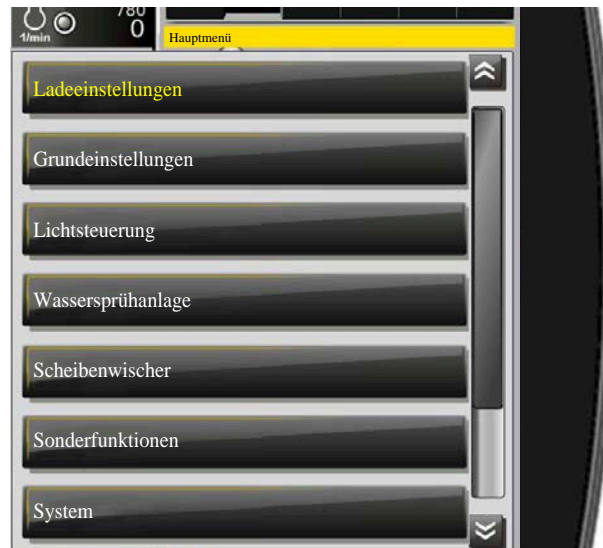 780
1/min
0
Hauptmenü
Ladeeinstellungen
Grundeinstellungen
Lichtsteuerung
Wassersprühanlage
Scheibenwischer
Sonderfunktionen
System